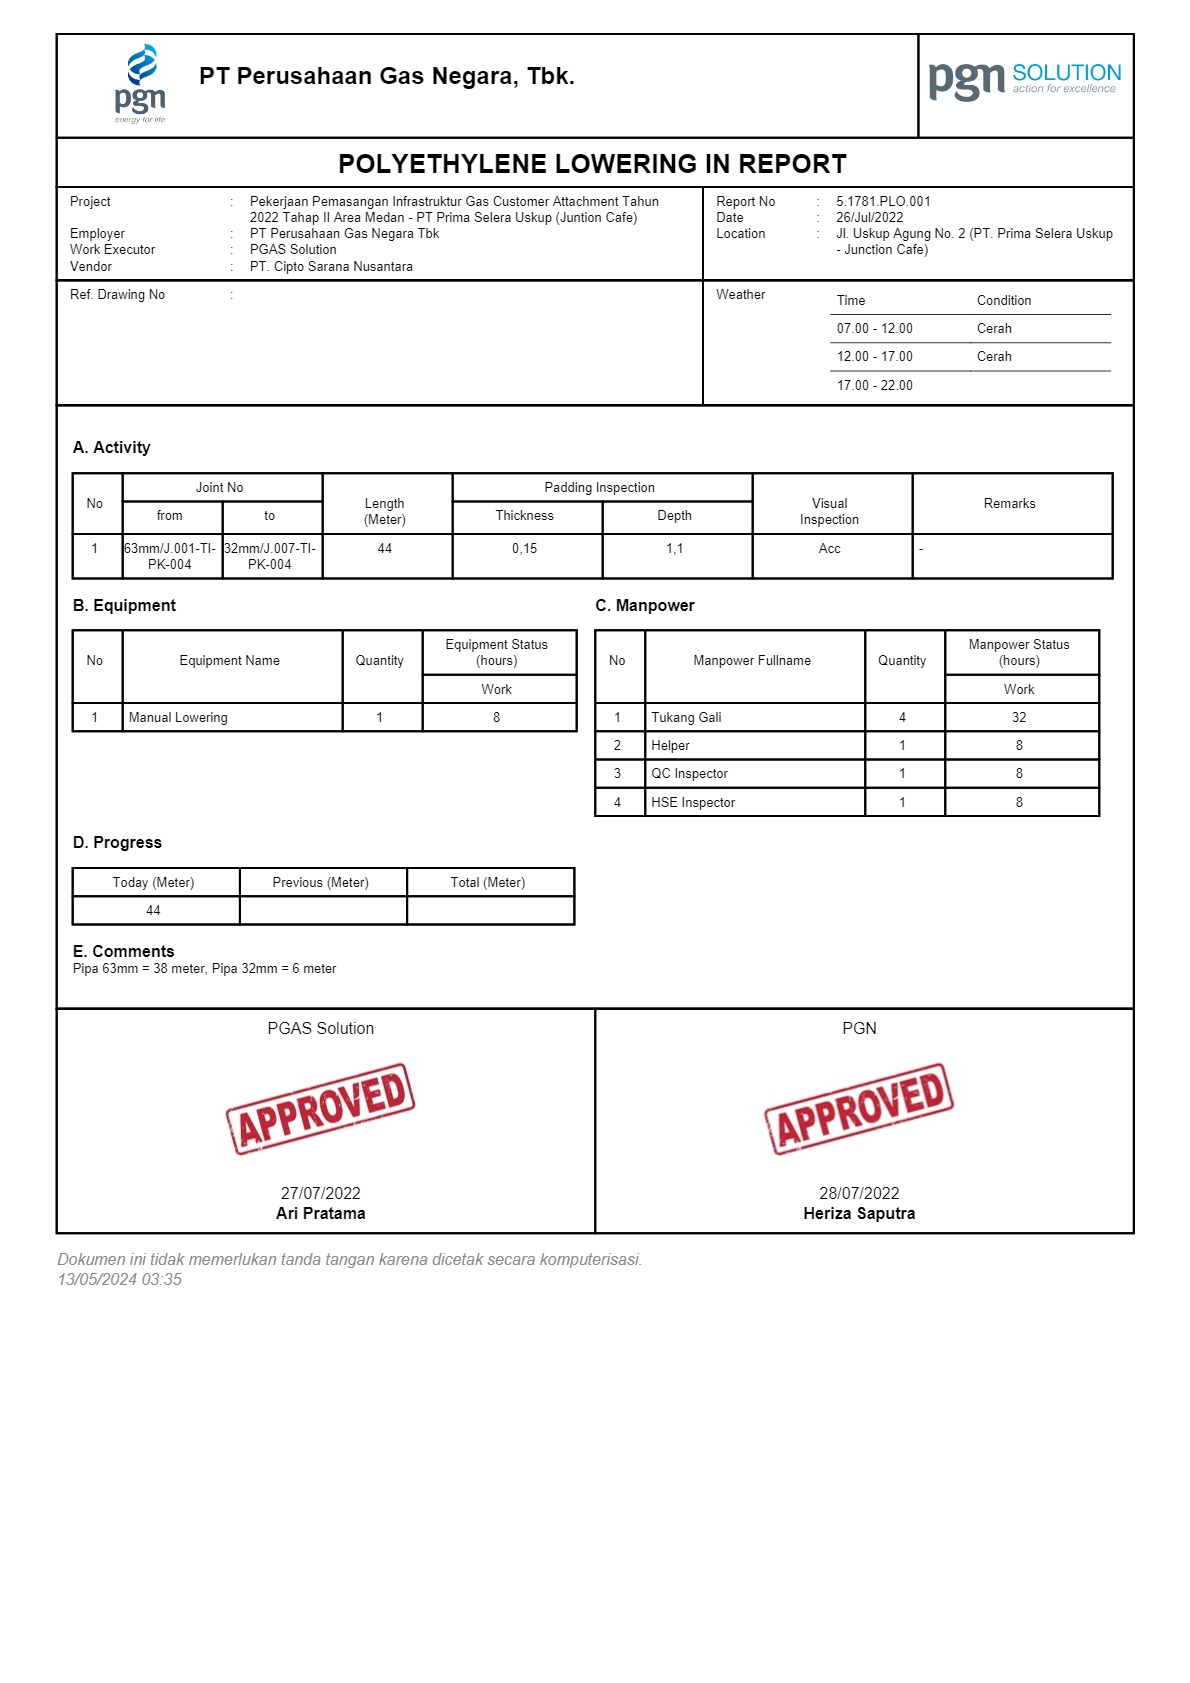 pgn
energy for life
PT Perusahaan Gas Negara, Tbk.
pgn SOLUTION
action for excellence
POLYETHYLENE LOWERING IN REPORT
Project : Pekerjaan Pemasangan Infrastruktur Gas Customer Attachment Tahun
2022 Tahap II Area Medan - PT Prima Selera Uskup (Juntion Cafe)
Employer : PT Perusahaan Gas Negara Tbk
Work Executor : PGAS Solution
Vendor : PT. Cipto Sarana Nusantara
Report No : 5.1781.PLO.001
Date : 26/Jul/2022
Location : Jl. Uskup Agung No. 2 (PT. Prima Selera Uskup
- Junction Cafe)
Ref. Drawing No :
Weather
Time Condition
07.00 - 12.00 Cerah
12.00 - 17.00 Cerah
17.00 - 22.00
A. Activity
No Joint No Length (Meter) Padding Inspection Visual Inspection Remarks
from to Thickness Depth
1 63mm/J.001-TI-PK-004 32mm/J.007-TI-PK-004 44 0,15 1,1 Acc -
B. Equipment
No Equipment Name Quantity Equipment Status (hours)
Work
1 Manual Lowering 1 8
C. Manpower
No Manpower Fullname Quantity Manpower Status (hours)
Work
1 Tukang Gali 4 32
2 Helper 1 8
3 QC Inspector 1 8
4 HSE Inspector 1 8
D. Progress
Today (Meter) Previous (Meter) Total (Meter)
44
E. Comments
Pipa 63mm = 38 meter, Pipa 32mm = 6 meter
PGAS Solution
APPROVED
27/07/2022
Ari Pratama
PGN
APPROVED
28/07/2022
Heriza Saputra
Dokumen ini tidak memerlukan tanda tangan karena dicetak secara komputerisasi.
13/05/2024 03:35